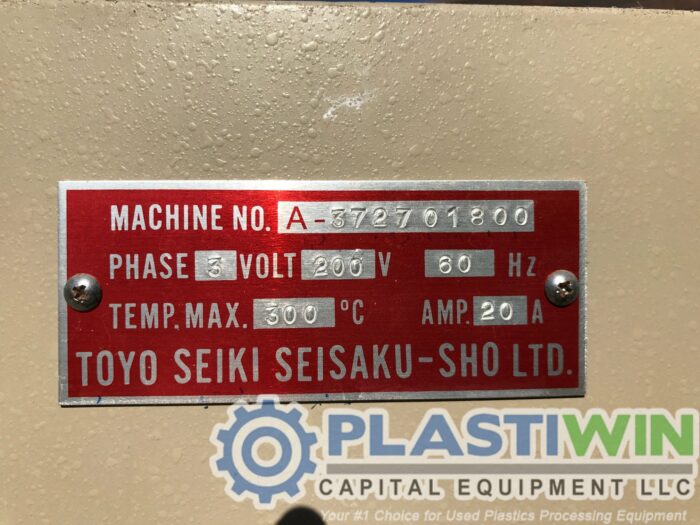 MACHINE NO. A-372701800
PHASE 3 VOLT 200 V 60 Hz
TEMP. MAX. 300 °C AMP. 20 A
TOYO SEIKI SEISAKU-SHO LTD.
PLASTIWIN
CAPITAL EQUIPMENT LLC
Your #1 Choice for Used Plastics Processing Equipment